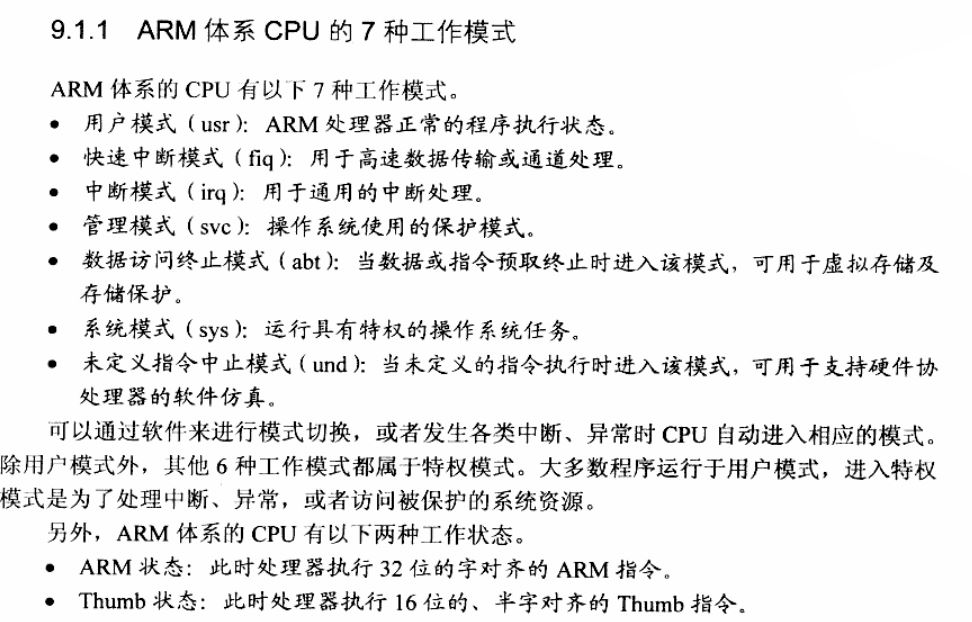 9.1.1 ARM 体系 CPU 的 7 种工作模式
ARM 体系的 CPU 有以下 7 种工作模式。
• 用户模式（usr）：ARM 处理器正常的程序执行状态。
• 快速中断模式（fiq）：用于高速数据传输或通道处理。
• 中断模式（irq）：用于通用的中断处理。
• 管理模式（svc）：操作系统使用的保护模式。
• 数据访问终止模式（abt）：当数据或指令预取终止时进入该模式，可用于虚拟存储及
存储保护。
• 系统模式（sys）：运行具有特权的操作系统任务。
• 未定义指令中止模式（und）：当未定义的指令执行时进入该模式，可用于支持硬件协
处理器的软件仿真。
可以通过软件来进行模式切换，或者发生各类中断、异常时 CPU 自动进入相应的模式。
除用户模式外，其他 6 种工作模式都属于特权模式。大多数程序运行于用户模式，进入特权
模式是为了处理中断、异常，或者访问被保护的系统资源。
另外，ARM 体系的 CPU 有以下两种工作状态。
• ARM 状态：此时处理器执行 32 位的字对齐的 ARM 指令。
• Thumb 状态：此时处理器执行 16 位的、半字对齐的 Thumb 指令。